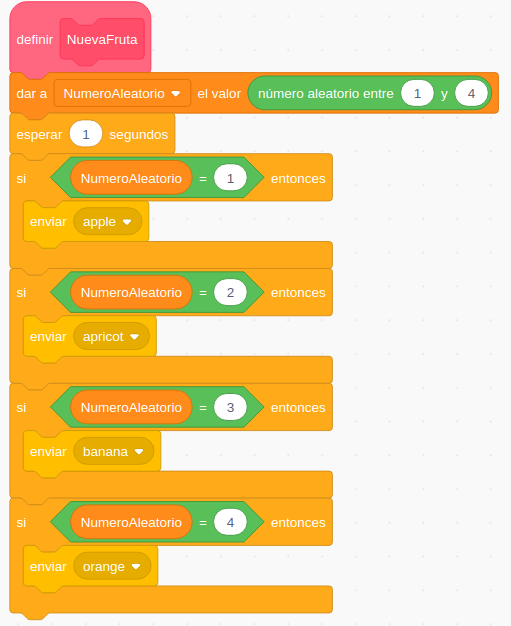 definir NuevaFruta
dar a NumeroAleatorio el valor número aleatorio entre 1 y 4
esperar 1 segundos
si NumeroAleatorio = 1 entonces
enviar apple
si NumeroAleatorio = 2 entonces
enviar apricot
si NumeroAleatorio = 3 entonces
enviar banana
si NumeroAleatorio = 4 entonces
enviar orange